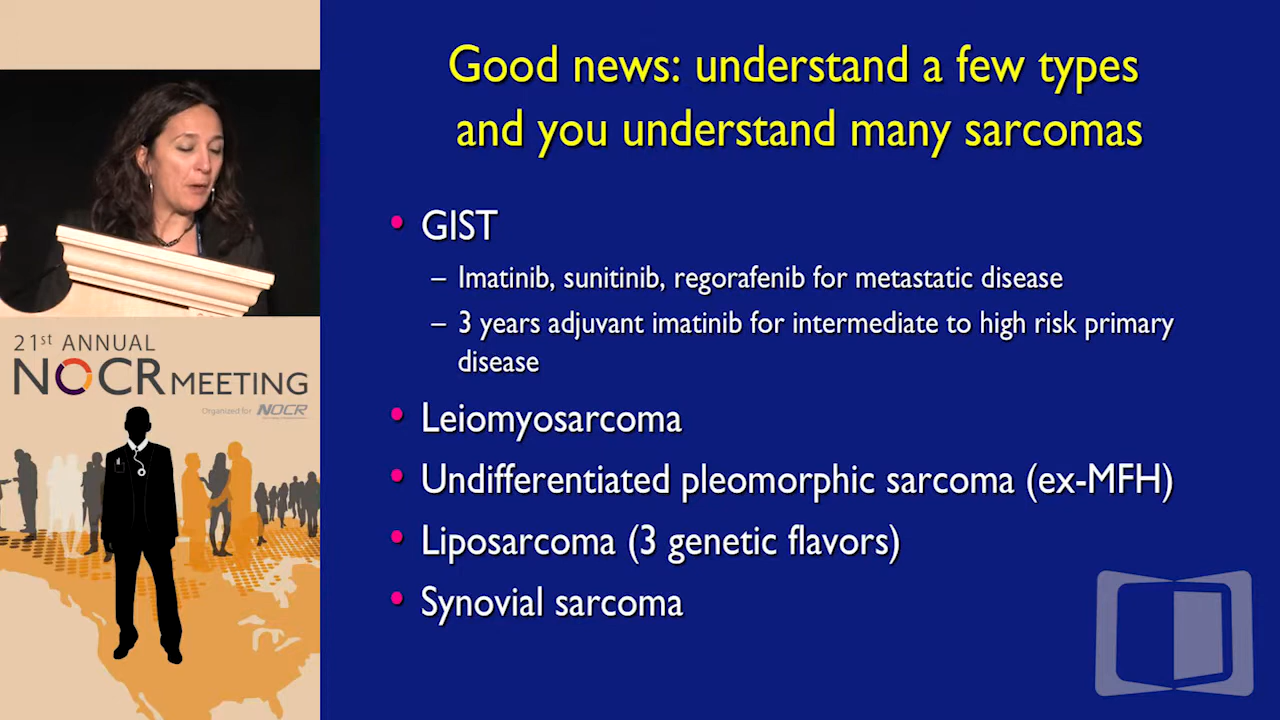 Good news: understand a few types
and you understand many sarcomas
• GIST
– Imatinib, sunitinib, regorafenib for metastatic disease
– 3 years adjuvant imatinib for intermediate to high risk primary
disease
• Leiomyosarcoma
• Undifferentiated pleomorphic sarcoma (ex-MFH)
• Liposarcoma (3 genetic flavors)
• Synovial sarcoma
21st ANNUAL
NOCR MEETING
Organized for NOCR